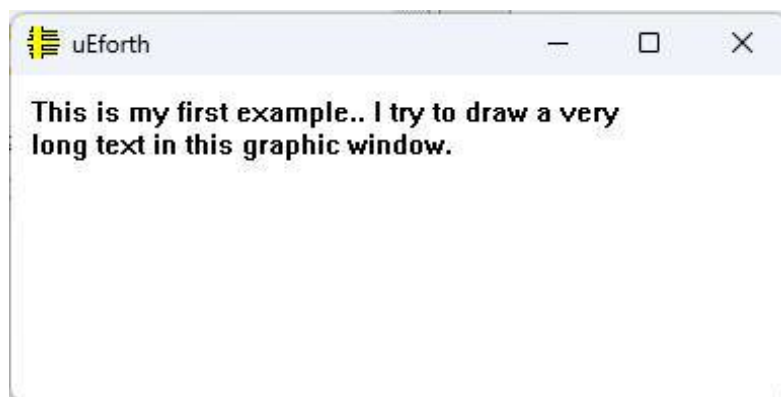 uEforth
This is my first example.. I try to draw a very
long text in this graphic window.